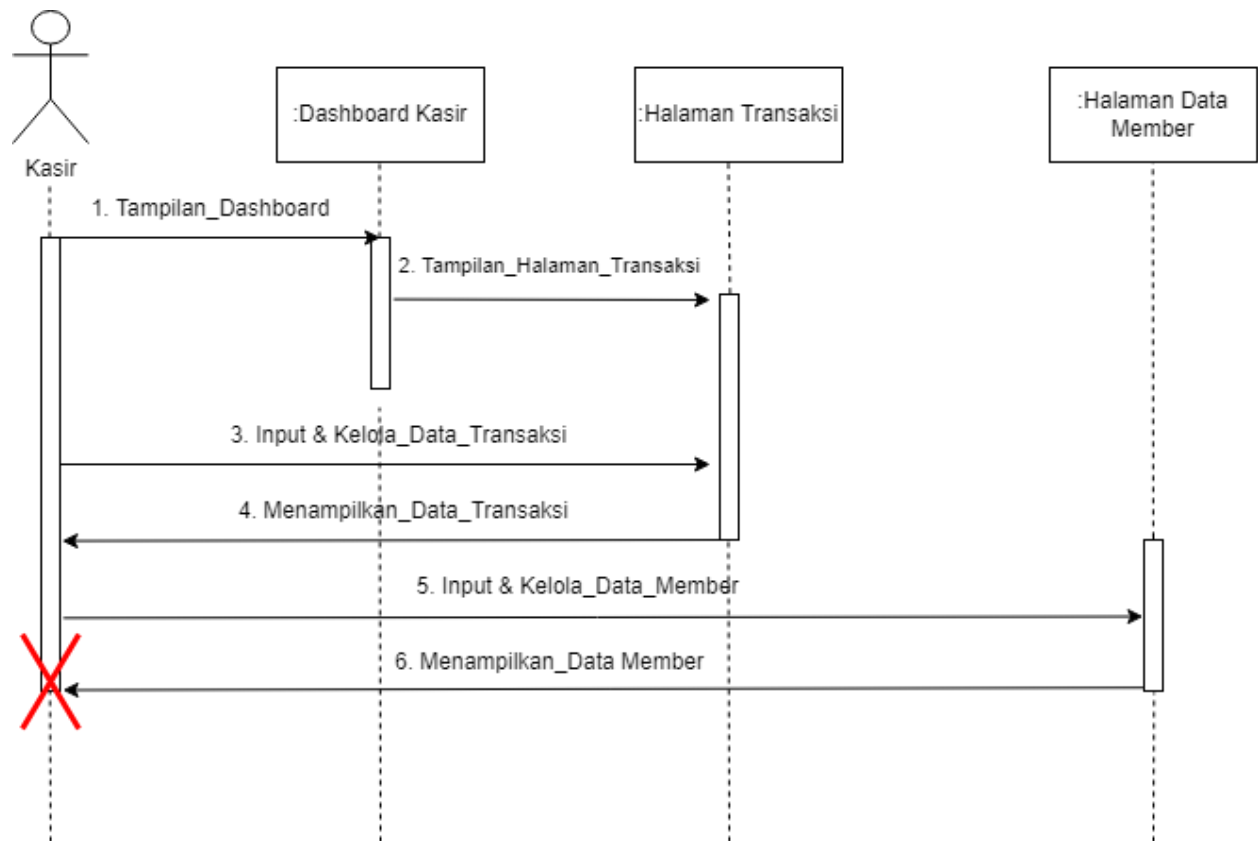 Kasir
:Dashboard Kasir
:Halaman Transaksi
:Halaman Data
Member
1. Tampilan_Dashboard
2. Tampilan_Halaman_Transaksi
3. Input & Kelola_Data_Transaksi
4. Menampilkan_Data_Transaksi
5. Input & Kelola_Data_Member
6. Menampilkan_Data Member